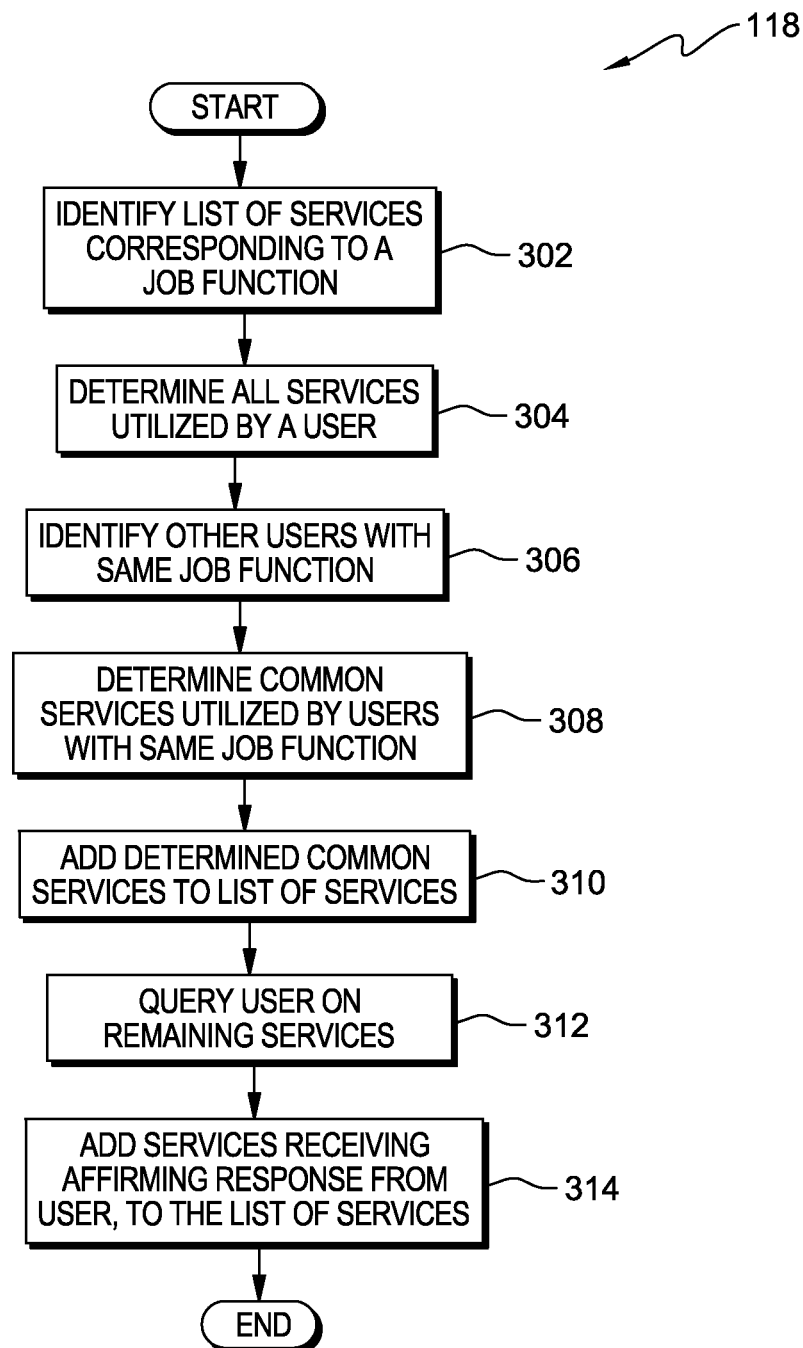 118
START
IDENTIFY LIST OF SERVICES
CORRESPONDING TO A
JOB FUNCTION
302
DETERMINE ALL SERVICES
UTILIZED BY A USER
304
IDENTIFY OTHER USERS WITH
SAME JOB FUNCTION
306
DETERMINE COMMON
SERVICES UTILIZED BY USERS
WITH SAME JOB FUNCTION
308
ADD DETERMINED COMMON
SERVICES TO LIST OF SERVICES
310
QUERY USER ON
REMAINING SERVICES
312
ADD SERVICES RECEIVING
AFFIRMING RESPONSE FROM
USER, TO THE LIST OF SERVICES
314
END